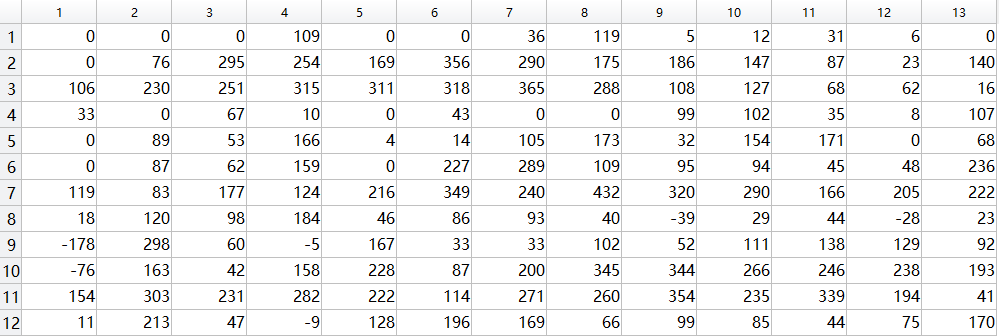 1 2 3 4 5 6 7 8 9 10 11 12 13
1 0 0 0 109 0 0 36 119 5 12 31 6 0
2 0 76 295 254 169 356 290 175 186 147 87 23 140
3 106 230 251 315 311 318 365 288 108 127 68 62 16
4 33 0 67 10 0 43 0 0 99 102 35 8 107
5 0 89 53 166 4 14 105 173 32 154 171 0 68
6 0 87 62 159 0 227 289 109 95 94 45 48 236
7 119 83 177 124 216 349 240 432 320 290 166 205 222
8 18 120 98 184 46 86 93 40 -39 29 44 -28 23
9 -178 298 60 -5 167 33 33 102 52 111 138 129 92
10 -76 163 42 158 228 87 200 345 344 266 246 238 193
11 154 303 231 282 222 114 271 260 354 235 339 194 41
12 11 213 47 -9 128 196 169 66 99 85 44 75 170